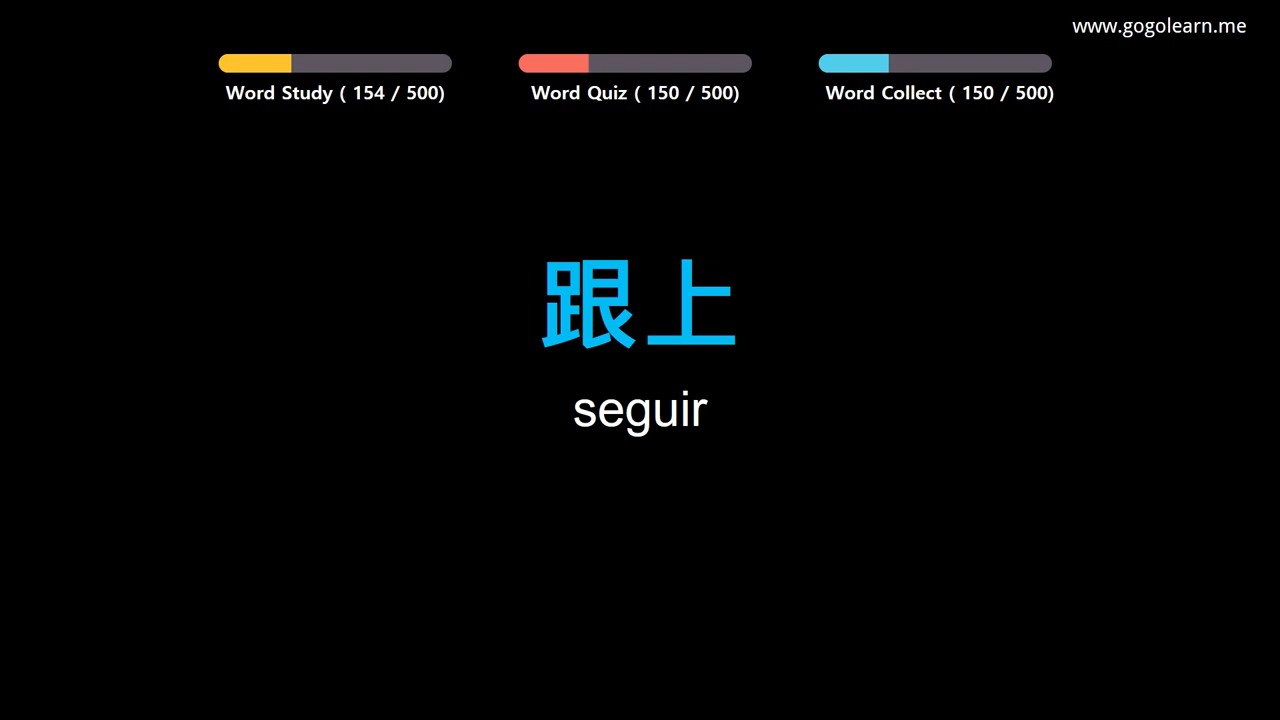 www.gogolearn.me
Word Study ( 154 / 500)
Word Quiz ( 150 / 500)
Word Collect ( 150 / 500)
跟上
seguir